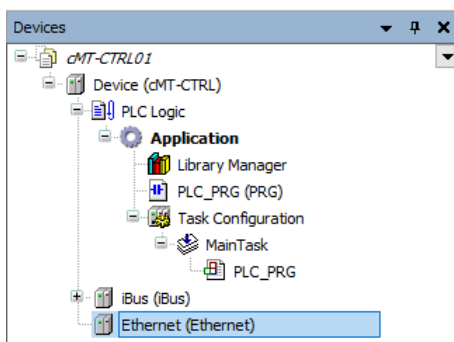 Devices
cMT-CTRL01
Device (cMT-CTRL)
PLC Logic
Application
Library Manager
PLC_PRG (PRG)
Task Configuration
MainTask
PLC_PRG
iBus (iBus)
Ethernet (Ethernet)